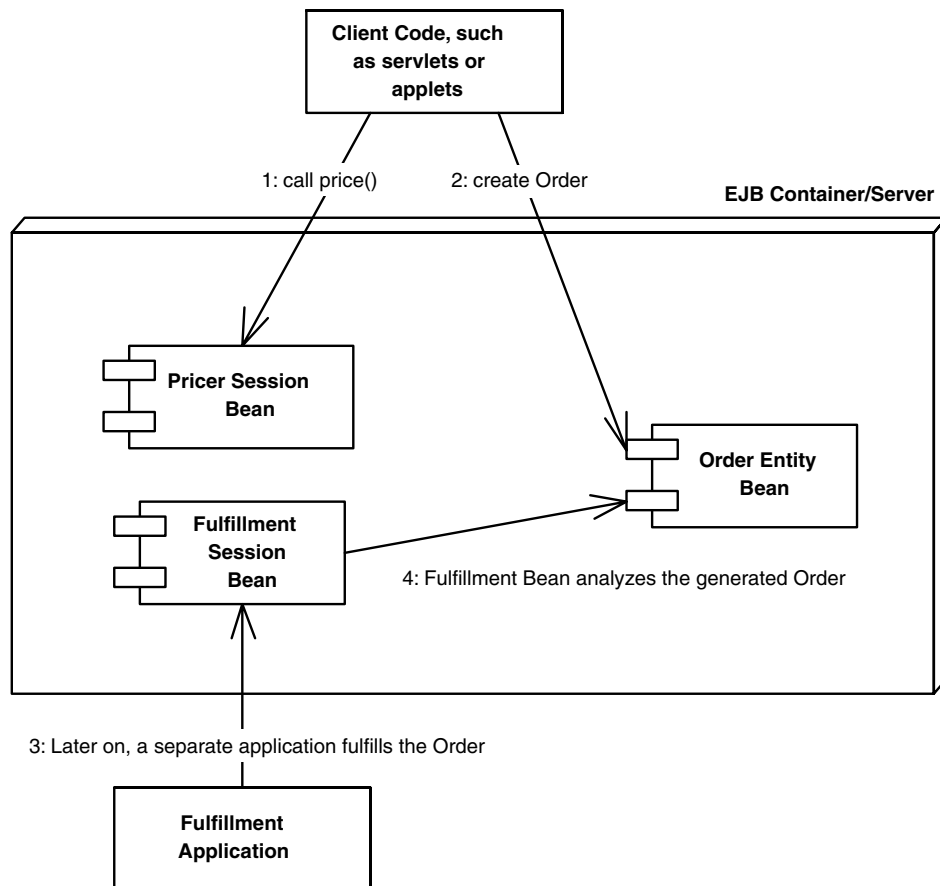 Client Code, such
as servlets or
applets
1: call price()
2: create Order
EJB Container/Server
Pricer Session
Bean
Order Entity
Bean
Fulfillment
Session
Bean
4: Fulfillment Bean analyzes the generated Order
3: Later on, a separate application fulfills the Order
Fulfillment
Application